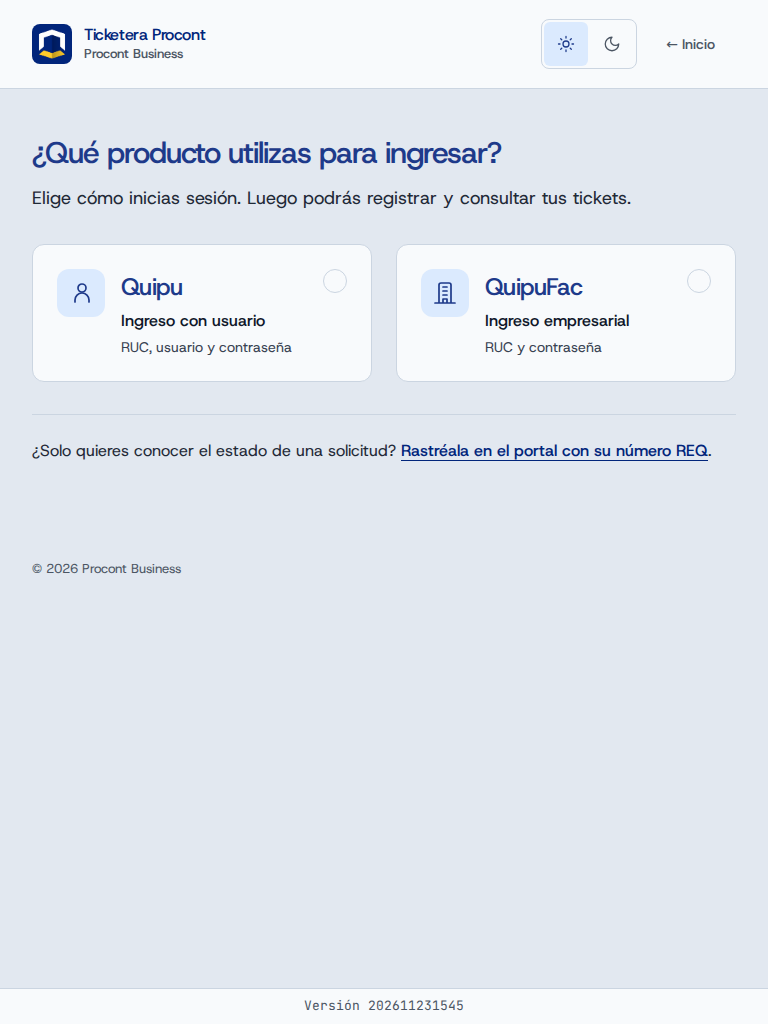 Ticketera Procont
Procont Business
← Inicio
¿Qué producto utilizas para ingresar?
Elige cómo inicias sesión. Luego podrás registrar y consultar tus tickets.
Quipu
Ingreso con usuario
RUC, usuario y contraseña
QuipuFac
Ingreso empresarial
RUC y contraseña
¿Solo quieres conocer el estado de una solicitud? Rastréala en el portal con su número REQ.
© 2026 Procont Business
Versión 202611231545